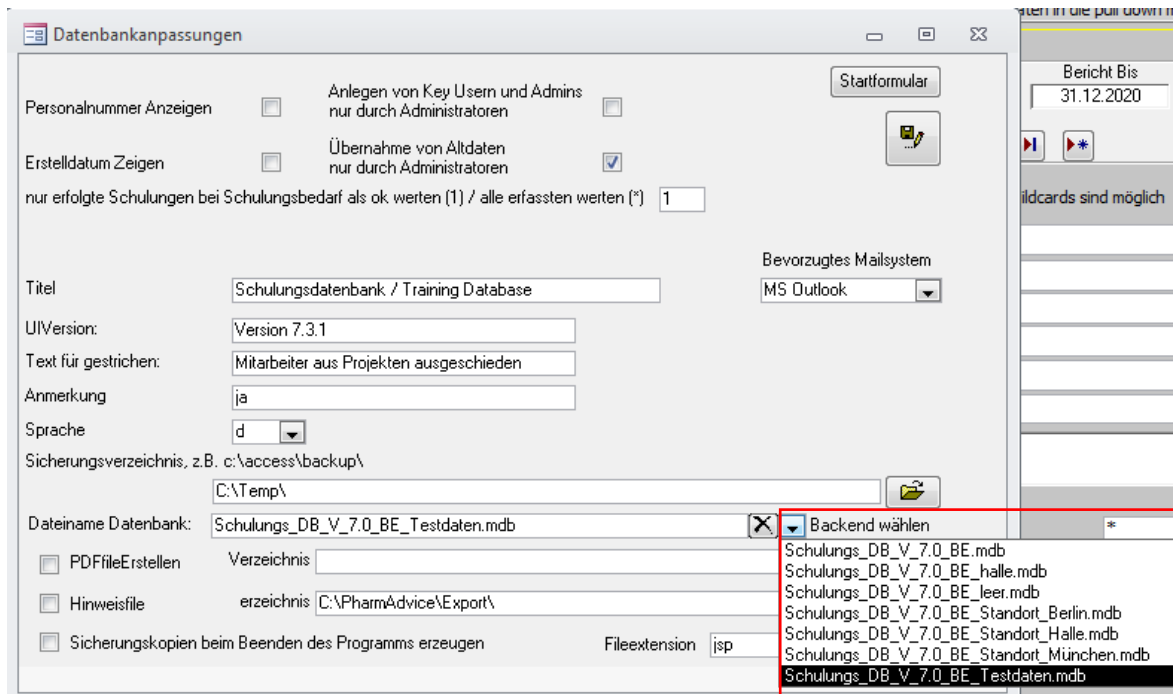 aten in die pull down
Datenbankanpassungen
Startformular
Bericht Bis
31.12.2020
Personalnummer Anzeigen
Anlegen von Key Usern und Admins
nur durch Administratoren
Erstelldatum Zeigen
Übernahme von Altdaten
nur durch Administratoren
nur erfolgte Schulungen bei Schulungsbedarf als ok werten (1) / alle erfassten werten (*) 1
ildcards sind möglich
Bevorzugtes Mailsystem
Titel Schulungsdatenbank / Training Database MS Outlook
UIVersion: Version 7.3.1
Text für gestrichen: Mitarbeiter aus Projekten ausgeschieden
Anmerkung ja
Sprache d
Sicherungsverzeichnis, z.B. c:\access\backup\
C:\Temp\
Dateiname Datenbank: Schulungs_DB_V_7.0_BE_Testdaten.mdb Backend wählen *
PDFfileErstellen Verzeichnis
Hinweisfile erzeichnis C:\PharmAdvice\Export\
Sicherungskopien beim Beenden des Programms erzeugen Fileextension jsp
Schulungs_DB_V_7.0_BE.mdb
Schulungs_DB_V_7.0_BE_halle.mdb
Schulungs_DB_V_7.0_BE_leer.mdb
Schulungs_DB_V_7.0_BE_Standort_Berlin.mdb
Schulungs_DB_V_7.0_BE_Standort_Halle.mdb
Schulungs_DB_V_7.0_BE_Standort_München.mdb
Schulungs_DB_V_7.0_BE_Testdaten.mdb